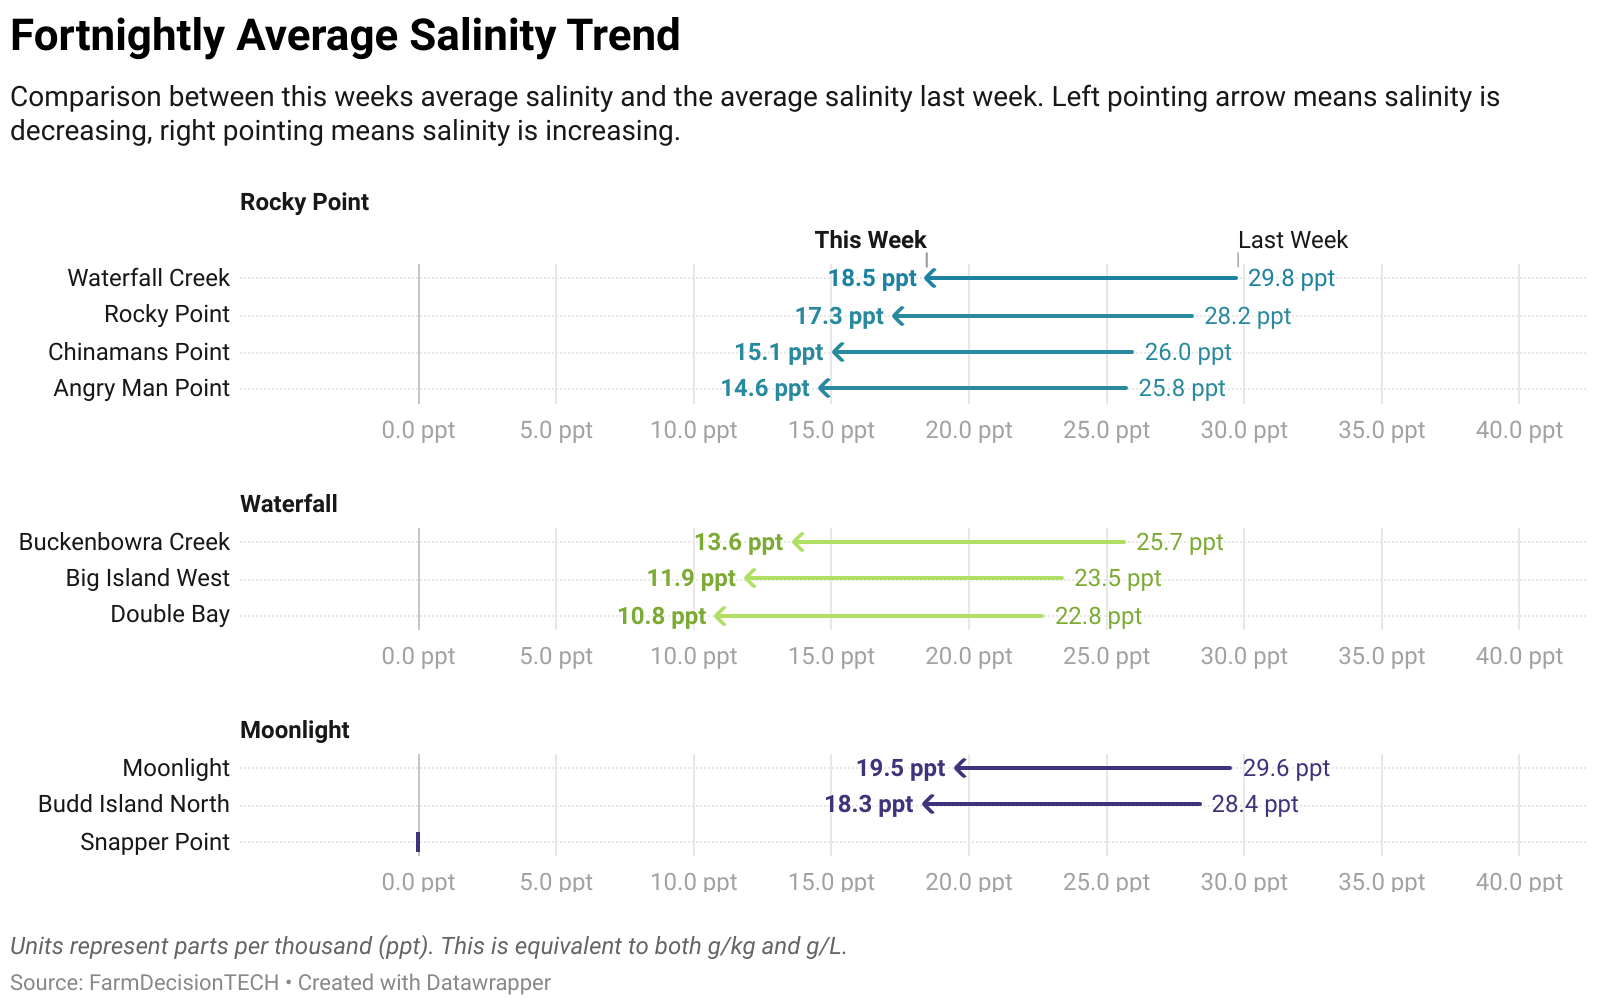 Fortnightly Average Salinity Trend
Comparison between this weeks average salinity and the average salinity last week. Left pointing arrow means salinity is
decreasing, right pointing means salinity is increasing.
Rocky Point
This Week Last Week
Waterfall Creek 18.5 ppt 29.8 ppt
Rocky Point 17.3 ppt 28.2 ppt
Chinamans Point 15.1 ppt 26.0 ppt
Angry Man Point 14.6 ppt 25.8 ppt
0.0 ppt 5.0 ppt 10.0 ppt 15.0 ppt 20.0 ppt 25.0 ppt 30.0 ppt 35.0 ppt 40.0 ppt
Waterfall
Buckenbowra Creek 13.6 ppt 25.7 ppt
Big Island West 11.9 ppt 23.5 ppt
Double Bay 10.8 ppt 22.8 ppt
0.0 ppt 5.0 ppt 10.0 ppt 15.0 ppt 20.0 ppt 25.0 ppt 30.0 ppt 35.0 ppt 40.0 ppt
Moonlight
Moonlight 19.5 ppt 29.6 ppt
Budd Island North 18.3 ppt 28.4 ppt
Snapper Point
0.0 ppt 5.0 ppt 10.0 ppt 15.0 ppt 20.0 ppt 25.0 ppt 30.0 ppt 35.0 ppt 40.0 ppt
Units represent parts per thousand (ppt). This is equivalent to both g/kg and g/L.
Source: FarmDecisionTECH • Created with Datawrapper